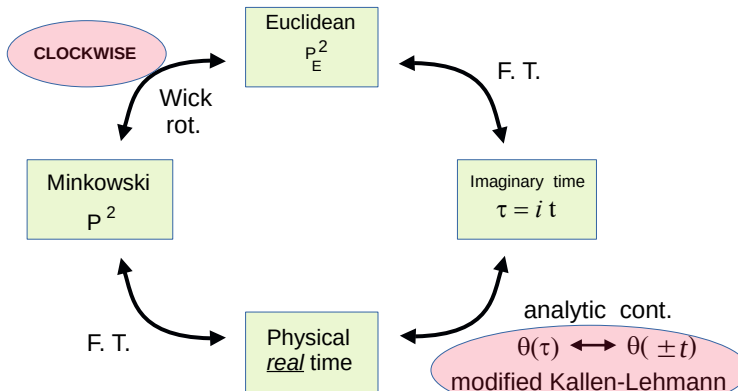 Euclidean
P_E^2
CLOCKWISE
Wick
rot.
F. T.
Minkowski
P^2
Imaginary time
τ = i t
F. T.
Physical
real time
analytic cont.
θ(τ) ⟷ θ( ±t)
modified Kallen-Lehmann